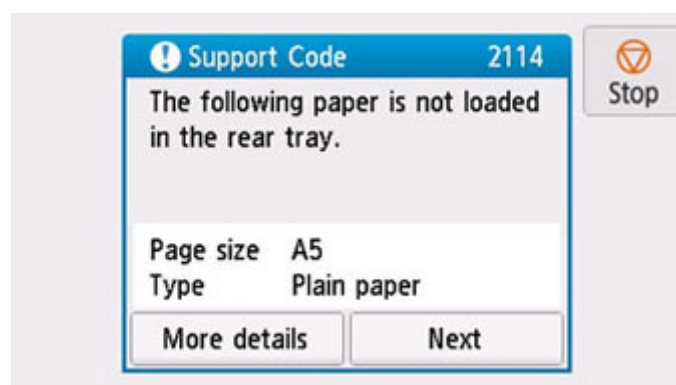 Support Code 2114
Stop
The following paper is not loaded
in the rear tray.
Page size A5
Type Plain paper
More details Next